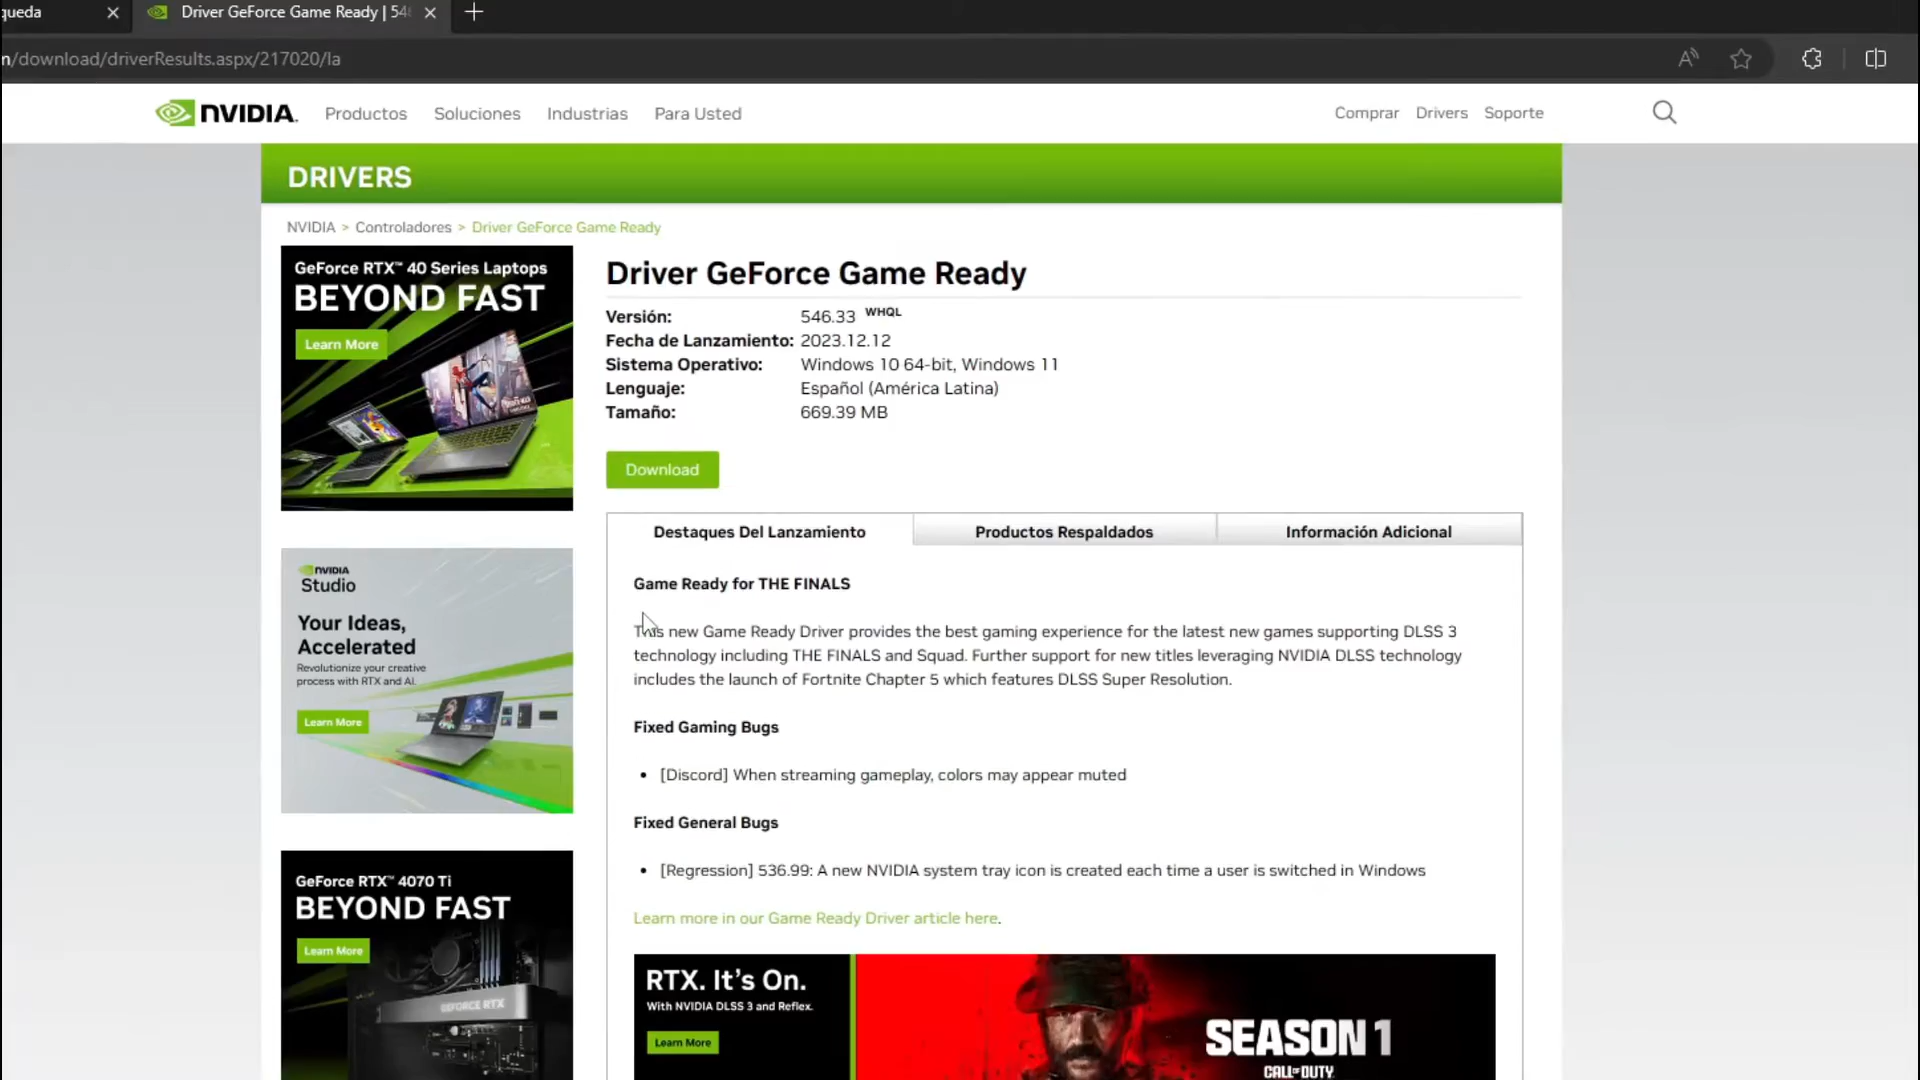 queda
Driver GeForce Game Ready | 546
n/download/driverResults.aspx/217020/la
NVIDIA.
Productos
Soluciones
Industrias
Para Usted
Comprar
Drivers
Soporte
DRIVERS
NVIDIA > Controladores > Driver GeForce Game Ready
GeForce RTX™ 40 Series Laptops
BEYOND FAST
Learn More
Driver GeForce Game Ready
Versión: 546.33 WHQL
Fecha de Lanzamiento: 2023.12.12
Sistema Operativo: Windows 10 64-bit, Windows 11
Lenguaje: Español (América Latina)
Tamaño: 669.39 MB
Download
Destaques Del Lanzamiento
Productos Respaldados
Información Adicional
Game Ready for THE FINALS
This new Game Ready Driver provides the best gaming experience for the latest new games supporting DLSS 3
technology including THE FINALS and Squad. Further support for new titles leveraging NVIDIA DLSS technology
includes the launch of Fortnite Chapter 5 which features DLSS Super Resolution.
Fixed Gaming Bugs
• [Discord] When streaming gameplay, colors may appear muted
Fixed General Bugs
• [Regression] 536.99: A new NVIDIA system tray icon is created each time a user is switched in Windows
Learn more in our Game Ready Driver article here.
NVIDIA
Studio
Your Ideas,
Accelerated
Revolutionize your creative
process with RTX and AI.
Learn More
GeForce RTX™ 4070 Ti
BEYOND FAST
Learn More
GEFORCE RTX
RTX. It's On.
With NVIDIA DLSS 3 and Reflex.
Learn More
SEASON 1
CALL OF DUTY